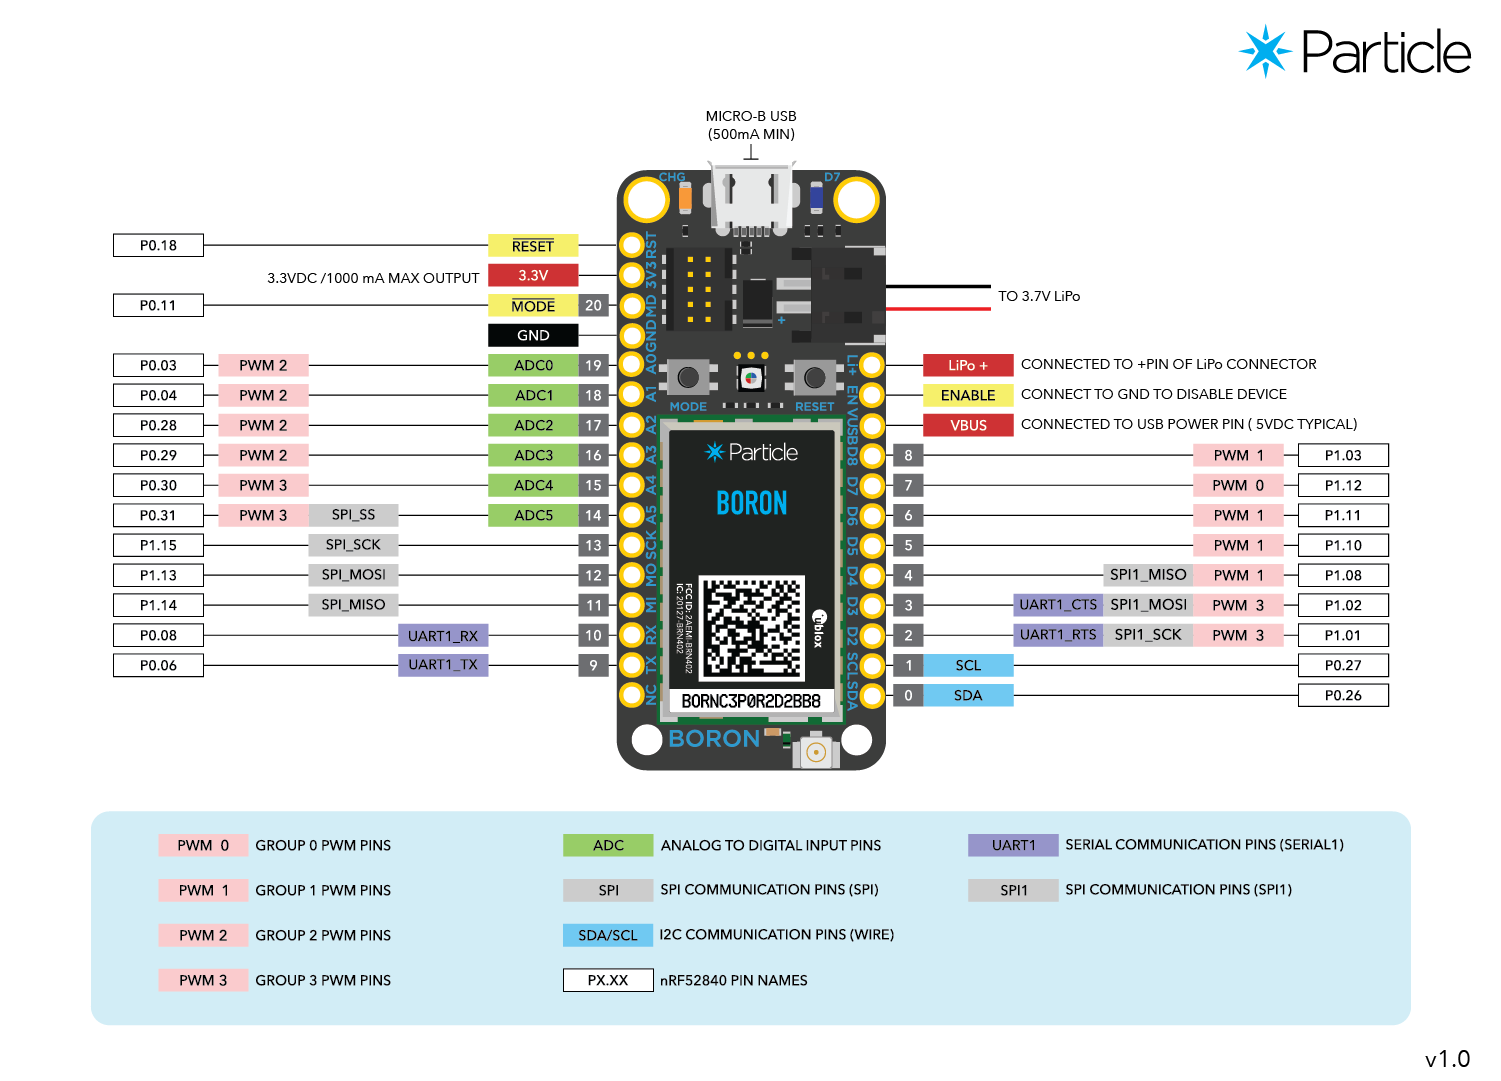 Particle
MICRO-B USB
(500mA MIN)
CHG
D7
P0.18 RESET RST
3.3VDC /1000 mA MAX OUTPUT 3.3V 3V3
P0.11 MODE 20 MD
GND GND
+
TO 3.7V LiPo
P0.03 PWM 2 ADC0 19 A0
P0.04 PWM 2 ADC1 18 A1
P0.28 PWM 2 ADC2 17 A2
P0.29 PWM 2 ADC3 16 A3
P0.30 PWM 3 ADC4 15 A4
P0.31 PWM 3 SPI_SS ADC5 14 A5
P1.15 SPI_SCK 13 SCK
P1.13 SPI_MOSI 12 MO
P1.14 SPI_MISO 11 MI
P0.08 UART1_RX 10 RX
P0.06 UART1_TX 9 TX
NC
MODE
RESET
Particle
BORON
FCC ID: 2AEMI-BRN402
IC: 20127-BRN402
ublox
B0RNC3P0R2D2BB8
BORON
Li+ LiPo + CONNECTED TO +PIN OF LiPo CONNECTOR
EN ENABLE CONNECT TO GND TO DISABLE DEVICE
VUSB VBUS CONNECTED TO USB POWER PIN ( 5VDC TYPICAL)
D8 8 PWM 1 P1.03
D7 7 PWM 0 P1.12
D6 6 PWM 1 P1.11
D5 5 PWM 1 P1.10
D4 4 SPI1_MISO PWM 1 P1.08
D3 3 UART1_CTS SPI1_MOSI PWM 3 P1.02
D2 2 UART1_RTS SPI1_SCK PWM 3 P1.01
SCL 1 SCL P0.27
SDA 0 SDA P0.26
PWM 0 GROUP 0 PWM PINS
PWM 1 GROUP 1 PWM PINS
PWM 2 GROUP 2 PWM PINS
PWM 3 GROUP 3 PWM PINS
ADC ANALOG TO DIGITAL INPUT PINS
SPI SPI COMMUNICATION PINS (SPI)
SDA/SCL I2C COMMUNICATION PINS (WIRE)
PX.XX nRF52840 PIN NAMES
UART1 SERIAL COMMUNICATION PINS (SERIAL1)
SPI1 SPI COMMUNICATION PINS (SPI1)
v1.0